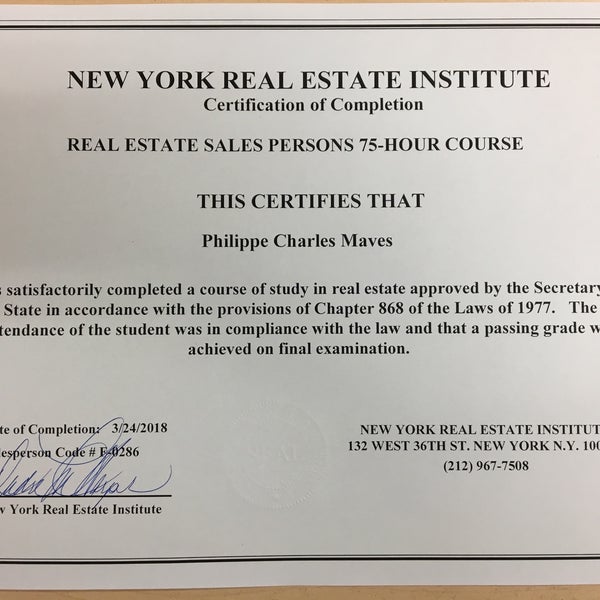 NEW YORK REAL ESTATE INSTITUTE
Certification of Completion
REAL ESTATE SALES PERSONS 75-HOUR COURSE
THIS CERTIFIES THAT
Philippe Charles Maves
s satisfactorily completed a course of study in real estate approved by the Secretary
State in accordance with the provisions of Chapter 868 of the Laws of 1977. The
tendance of the student was in compliance with the law and that a passing grade w
achieved on final examination.
te of Completion: 3/24/2018
lesperson Code # E-0286
w York Real Estate Institute
NEW YORK REAL ESTATE INSTITUT
132 WEST 36TH ST. NEW YORK N.Y. 100
(212) 967-7508